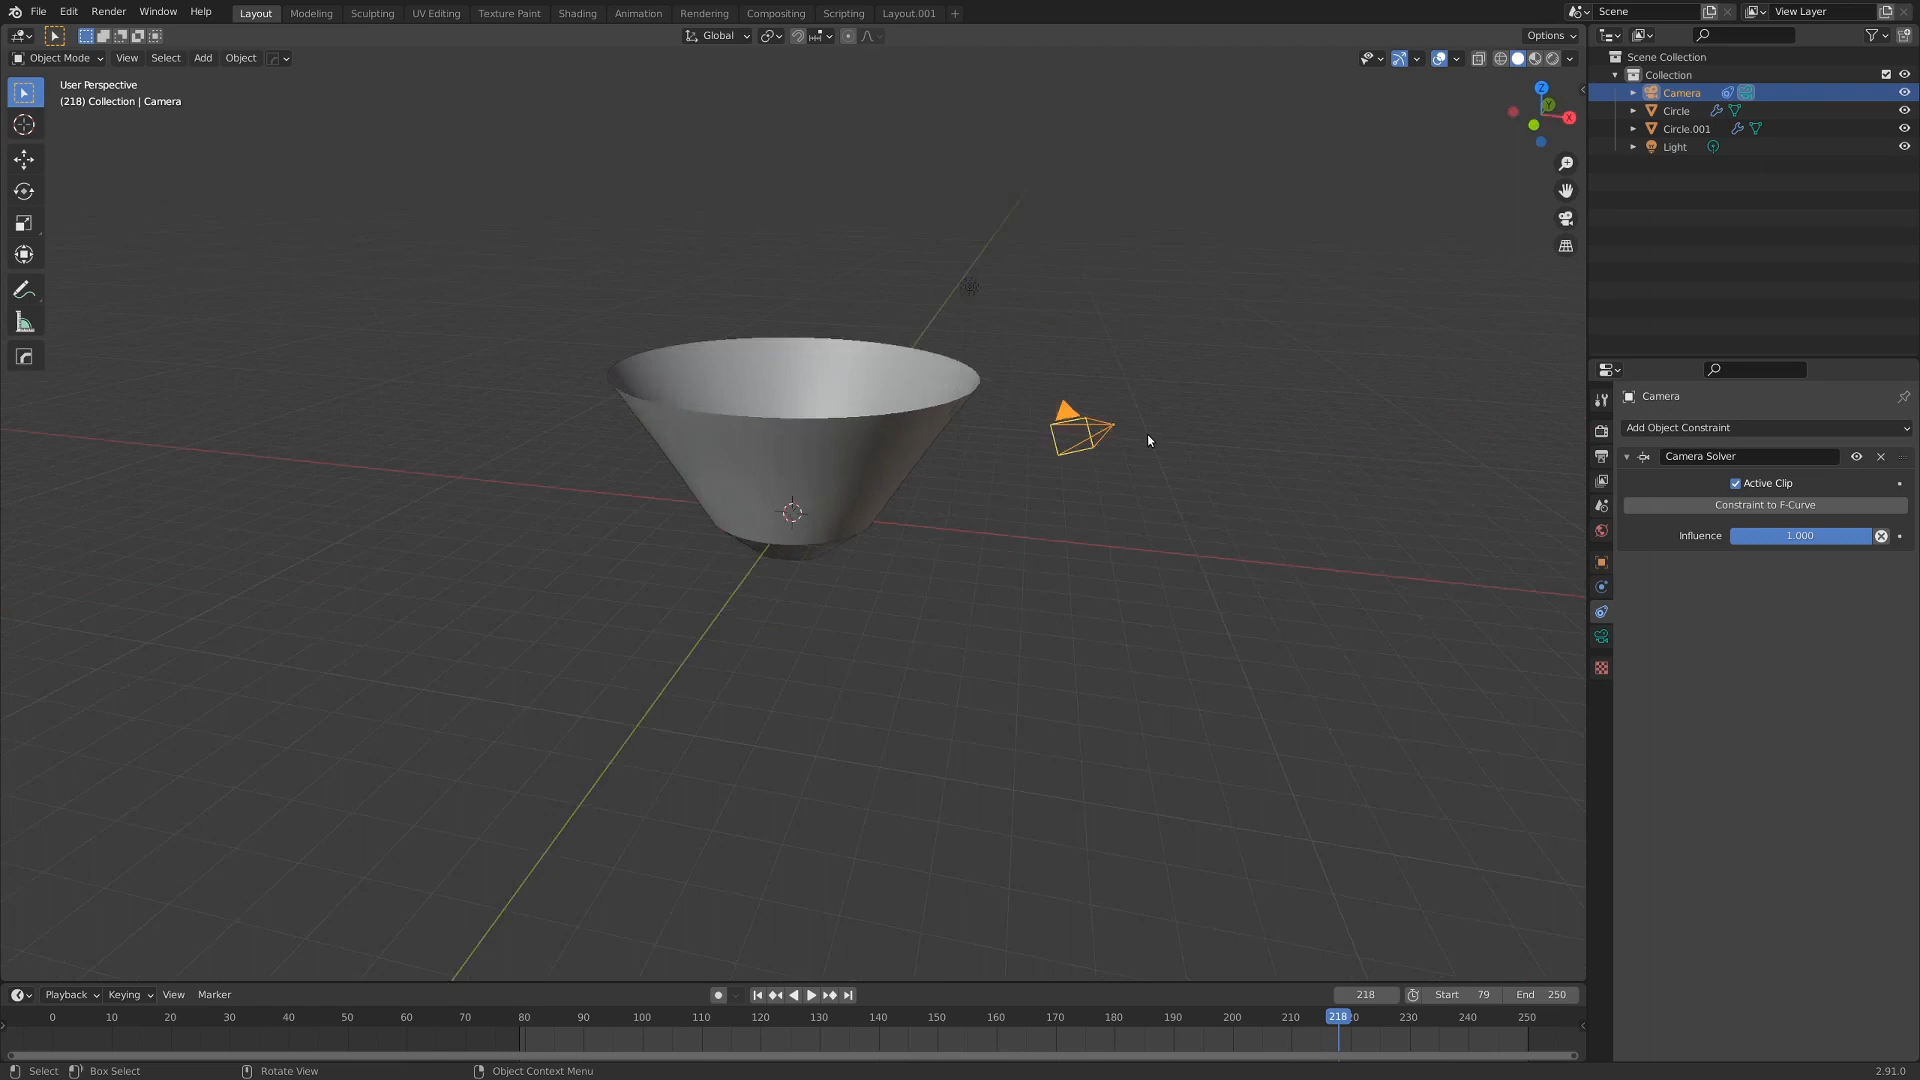 File Edit Render Window Help Layout Modeling Sculpting UV Editing Texture Paint Shading Animation Rendering Compositing Scripting Layout.001 + Scene View Layer
Global Options
Object Mode View Select Add Object
User Perspective
(218) Collection | Camera
Z
Y
X
Scene Collection
Collection
Camera
Circle
Circle.001
Light
Camera
Add Object Constraint
Camera Solver
Active Clip
Constraint to F-Curve
Influence 1.000
Playback Keying View Marker 218 Start 79 End 250
0 10 20 30 40 50 60 70 80 90 100 110 120 130 140 150 160 170 180 190 200 210 218 230 240 250
Select Box Select Rotate View Object Context Menu 2.91.0